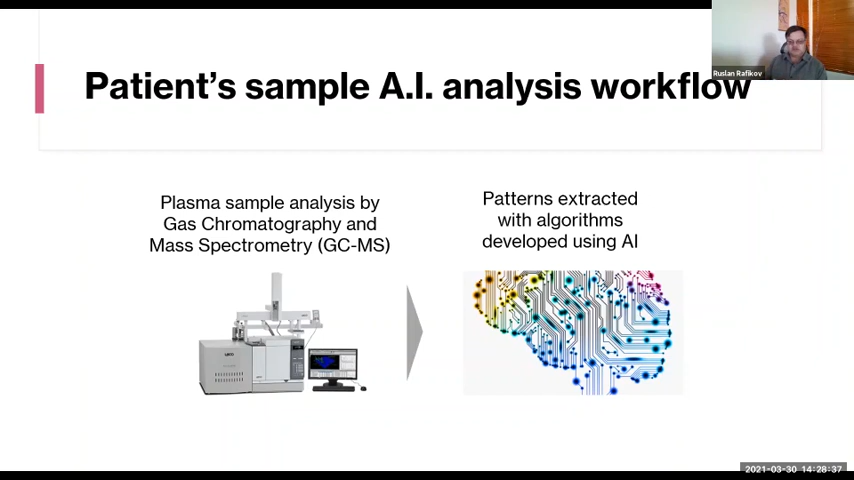 Ruslan Rafikov
Patient's sample A.I. analysis workflow
Plasma sample analysis by
Gas Chromatography and
Mass Spectrometry (GC-MS)
Patterns extracted
with algorithms
developed using AI
2021-03-30 14:28:37